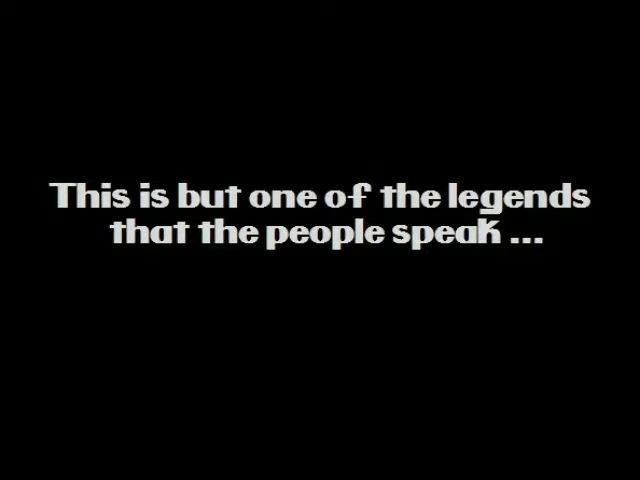 This is but one of the legends
that the people speak ...